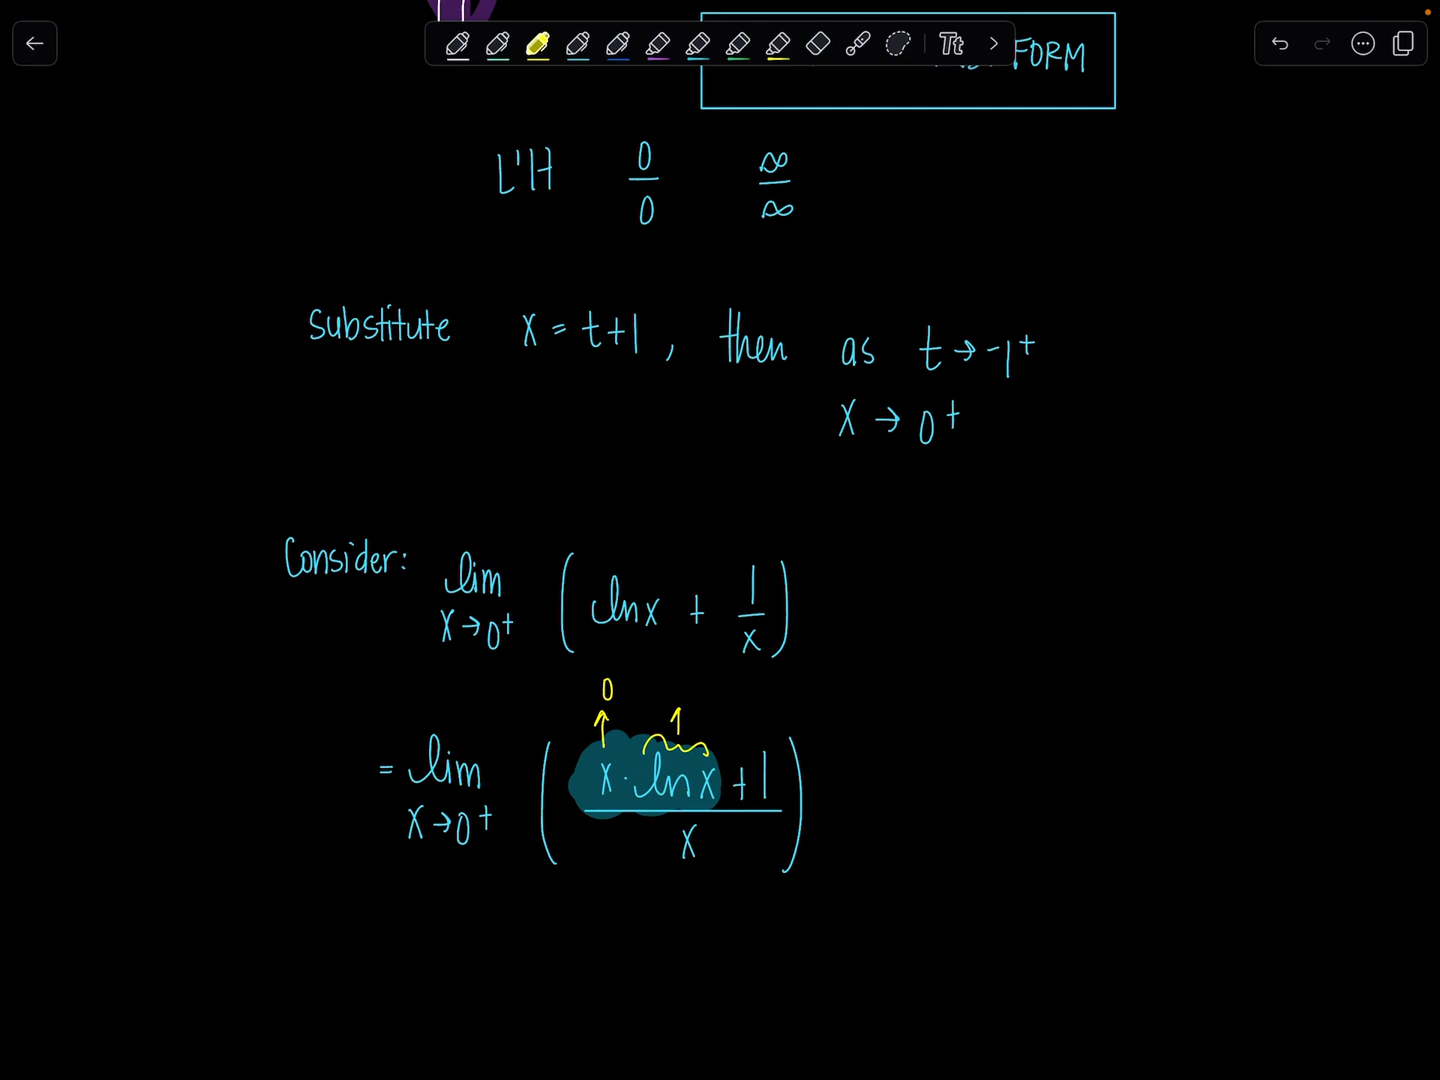 Tt
FORM
L'H 0/0 ∞/∞
Substitute x = t+1, then as t → -1⁺
x → 0⁺
Consider: lim x→0⁺ ( ln x + 1/x )
0
↑ ↑
= lim x→0⁺ ( (x · ln x + 1)/x )